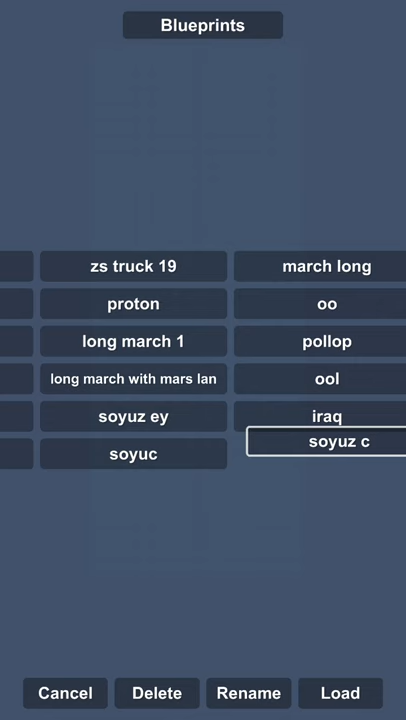 Blueprints
zs truck 19
march long
proton
oo
long march 1
pollop
long march with mars lan
ool
soyuz ey
iraq
soyuz c
soyuc
Cancel
Delete
Rename
Load